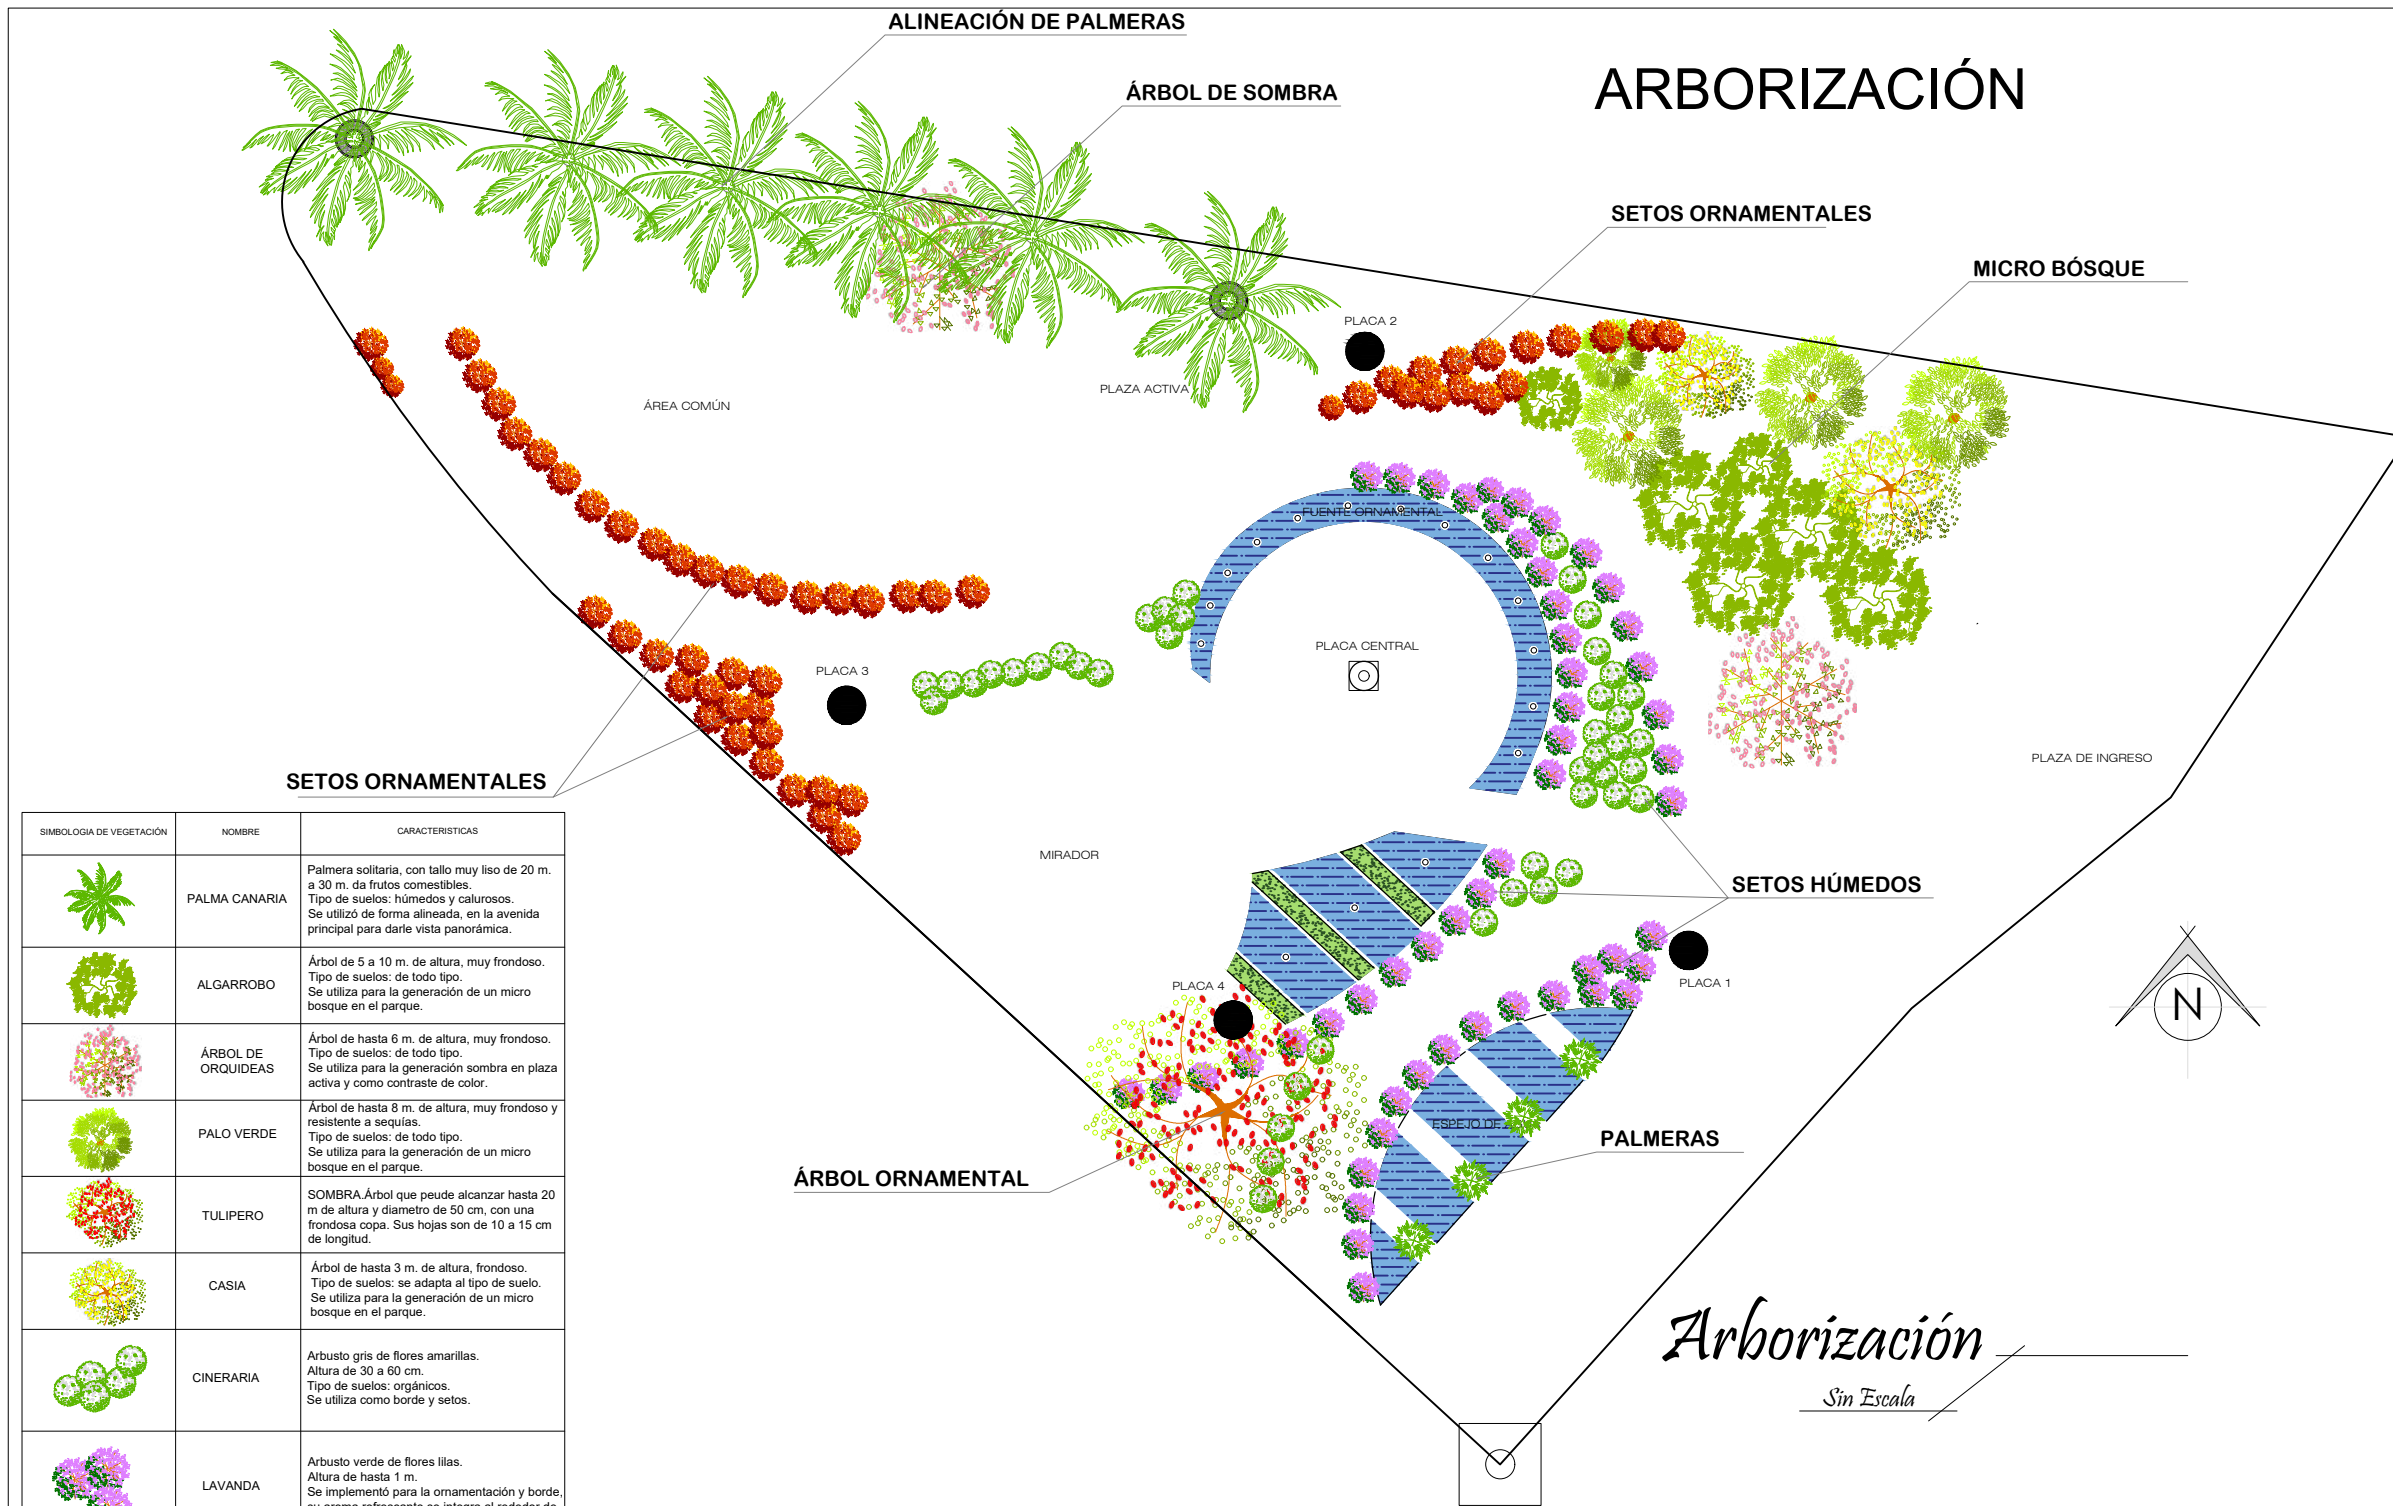 ALINEACIÓN DE PALMERAS
ARBORIZACIÓN
ÁRBOL DE SOMBRA
SETOS ORNAMENTALES
MICRO BÓSQUE
PLACA 2
PLAZA ACTIVA
ÁREA COMÚN
FUENTE ORNAMENTAL
PLACA CENTRAL
PLACA 3
PLAZA DE INGRESO
SETOS ORNAMENTALES
MIRADOR
SETOS HÚMEDOS
PLACA 4
PLACA 1
N
ESPEJO DE
PALMERAS
ÁRBOL ORNAMENTAL
Arborización
Sin Escala
SIMBOLOGIA DE VEGETACIÓN
NOMBRE
CARACTERISTICAS
PALMA CANARIA
Palmera solitaria, con tallo muy liso de 20 m.
a 30 m. da frutos comestibles.
Tipo de suelos: húmedos y calurosos.
Se utilizó de forma alineada, en la avenida
principal para darle vista panorámica.
ALGARROBO
Árbol de 5 a 10 m. de altura, muy frondoso.
Tipo de suelos: de todo tipo.
Se utiliza para la generación de un micro
bosque en el parque.
ÁRBOL DE
ORQUIDEAS
Árbol de hasta 6 m. de altura, muy frondoso.
Tipo de suelos: de todo tipo.
Se utiliza para la generación sombra en plaza
activa y como contraste de color.
PALO VERDE
Árbol de hasta 8 m. de altura, muy frondoso y
resistente a sequías.
Tipo de suelos: de todo tipo.
Se utiliza para la generación de un micro
bosque en el parque.
TULIPERO
SOMBRA.Árbol que peude alcanzar hasta 20
m de altura y diametro de 50 cm, con una
frondosa copa. Sus hojas son de 10 a 15 cm
de longitud.
CASIA
Árbol de hasta 3 m. de altura, frondoso.
Tipo de suelos: se adapta al tipo de suelo.
Se utiliza para la generación de un micro
bosque en el parque.
CINERARIA
Arbusto gris de flores amarillas.
Altura de 30 a 60 cm.
Tipo de suelos: orgánicos.
Se utiliza como borde y setos.
LAVANDA
Arbusto verde de flores lilas.
Altura de hasta 1 m.
Se implementó para la ornamentación y borde,
su aroma refrescante se integra al rededor de